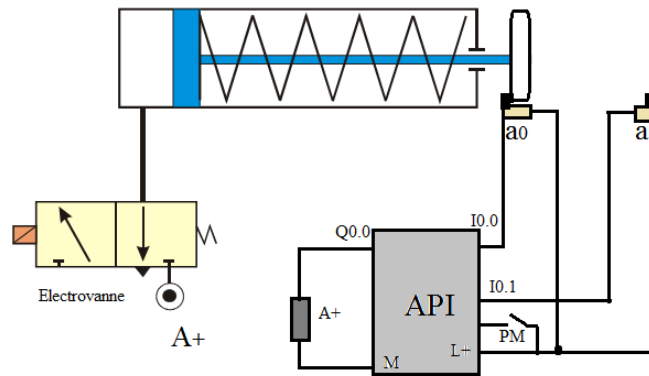 a0
a
Q0.0
I0.0
Electrovanne
A+
A+
API
I0.1
PM
L+
M